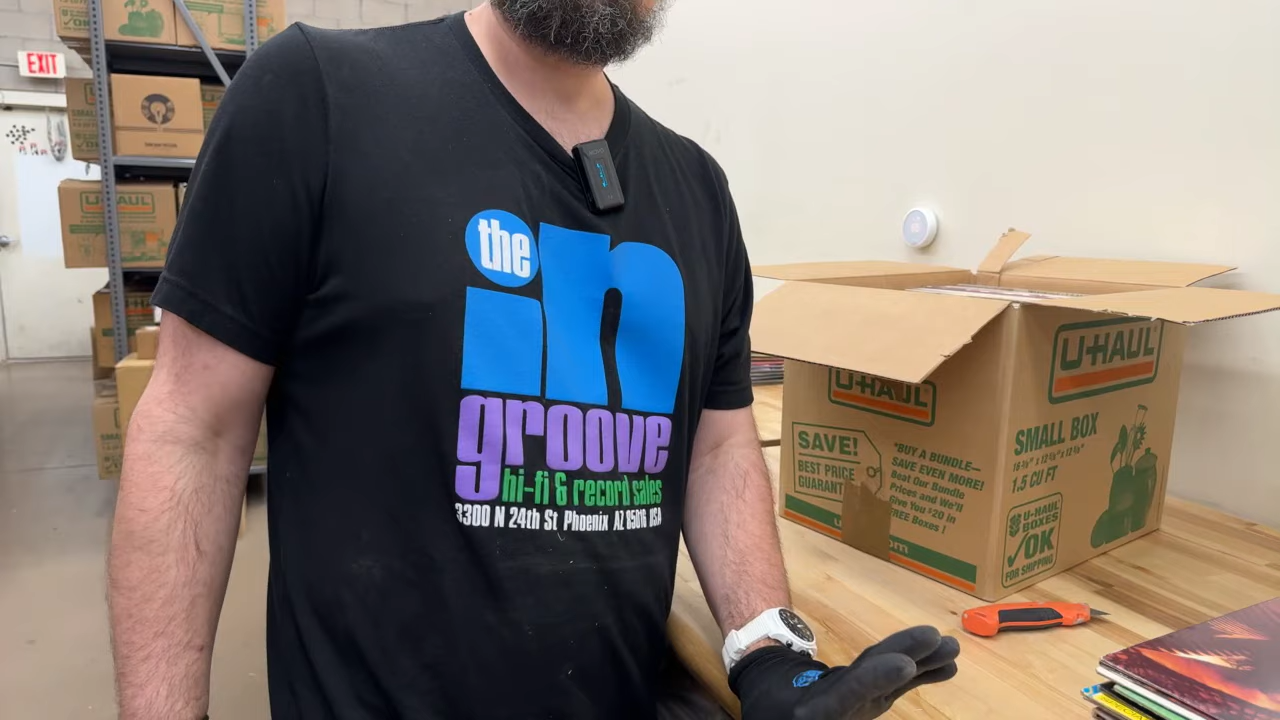 EXIT
U-HAUL
SMALL
the
in
groove
hi-fi & record sales
3300 N 24th St Phoenix AZ 85016 USA
U-HAUL
SAVE!
BEST PRICE
"BUY A BUNDLE—
SAVE EVEN MORE!
Beat Our Bundle
Prices and We'll
Give You $20 in
FREE Boxes!
U-HAUL
SMALL BOX
1.5 CU FT
U-HAUL
BOXES
OK
FOR SHIPPING